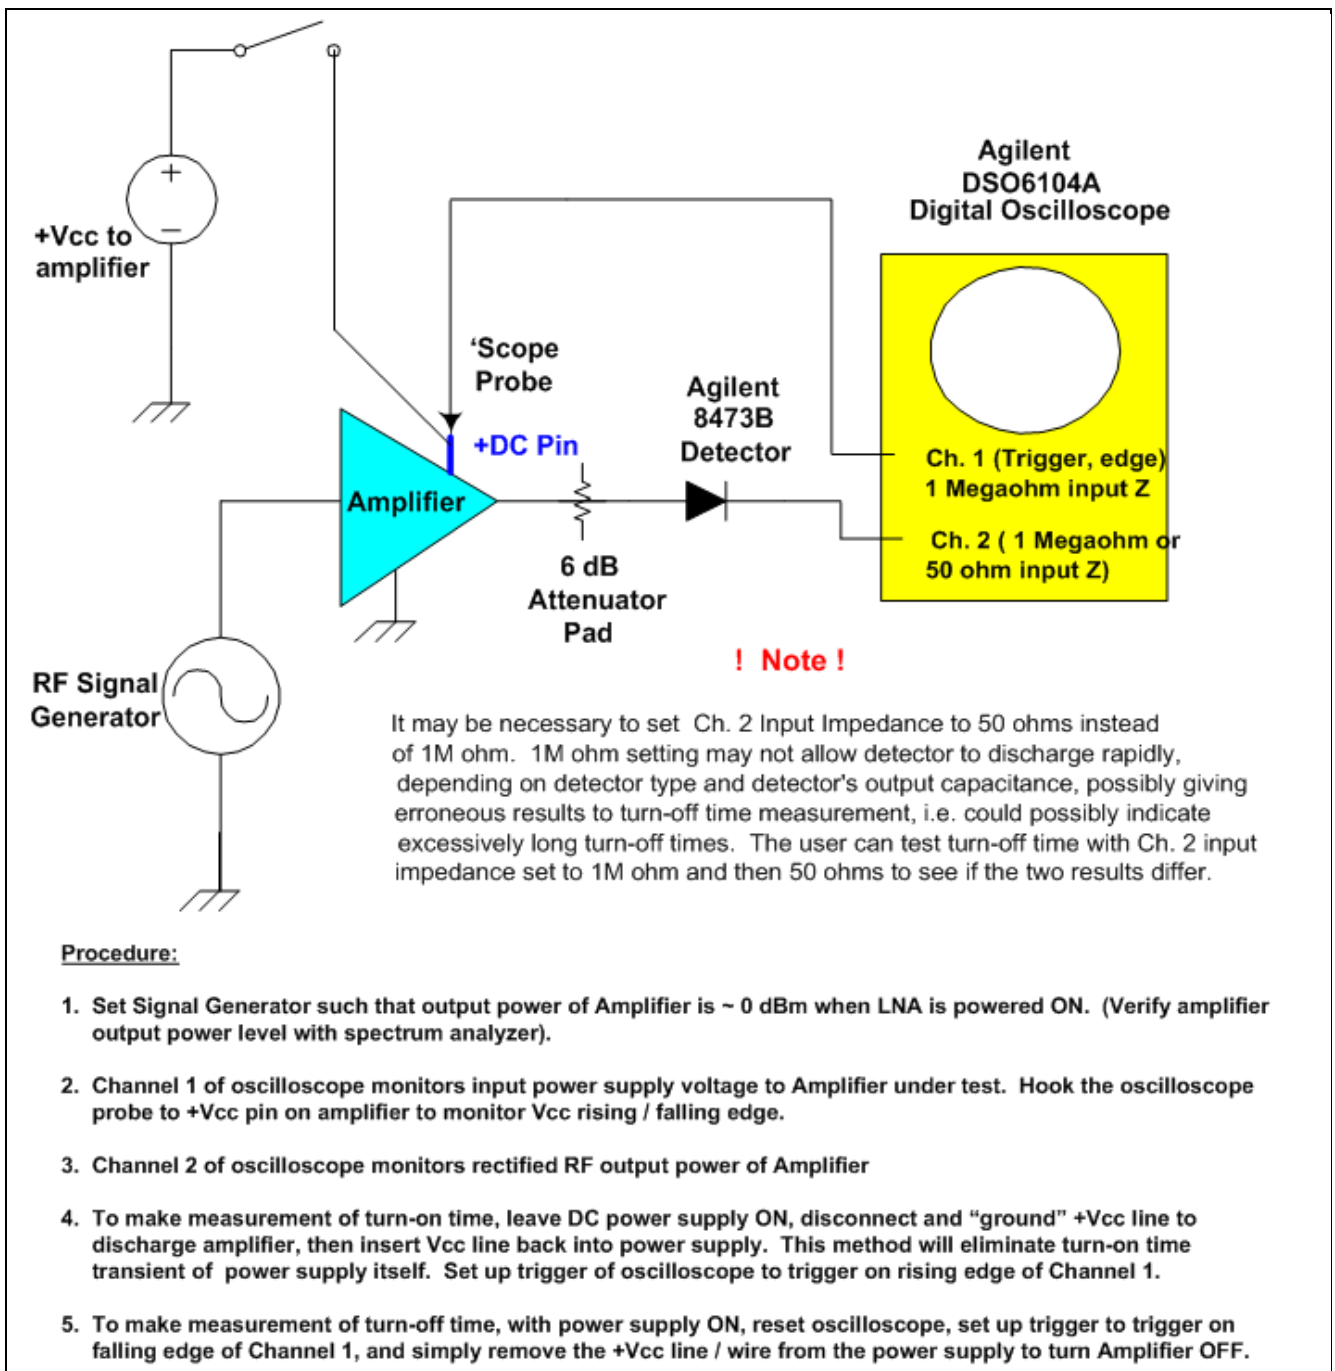 Agilent
DSO6104A
Digital Oscilloscope
+
−
+Vcc to
amplifier
‘Scope
Probe
+DC Pin
Agilent
8473B
Detector
Ch. 1 (Trigger, edge)
1 Megaohm input Z
Amplifier
Ch. 2 ( 1 Megaohm or
50 ohm input Z)
6 dB
Attenuator
Pad
! Note !
RF Signal
Generator
It may be necessary to set Ch. 2 Input Impedance to 50 ohms instead
of 1M ohm. 1M ohm setting may not allow detector to discharge rapidly,
depending on detector type and detector's output capacitance, possibly giving
erroneous results to turn-off time measurement, i.e. could possibly indicate
excessively long turn-off times. The user can test turn-off time with Ch. 2 input
impedance set to 1M ohm and then 50 ohms to see if the two results differ.
Procedure:
1. Set Signal Generator such that output power of Amplifier is ~ 0 dBm when LNA is powered ON. (Verify amplifier
output power level with spectrum analyzer).
2. Channel 1 of oscilloscope monitors input power supply voltage to Amplifier under test. Hook the oscilloscope
probe to +Vcc pin on amplifier to monitor Vcc rising / falling edge.
3. Channel 2 of oscilloscope monitors rectified RF output power of Amplifier
4. To make measurement of turn-on time, leave DC power supply ON, disconnect and “ground” +Vcc line to
discharge amplifier, then insert Vcc line back into power supply. This method will eliminate turn-on time
transient of power supply itself. Set up trigger of oscilloscope to trigger on rising edge of Channel 1.
5. To make measurement of turn-off time, with power supply ON, reset oscilloscope, set up trigger to trigger on
falling edge of Channel 1, and simply remove the +Vcc line / wire from the power supply to turn Amplifier OFF.